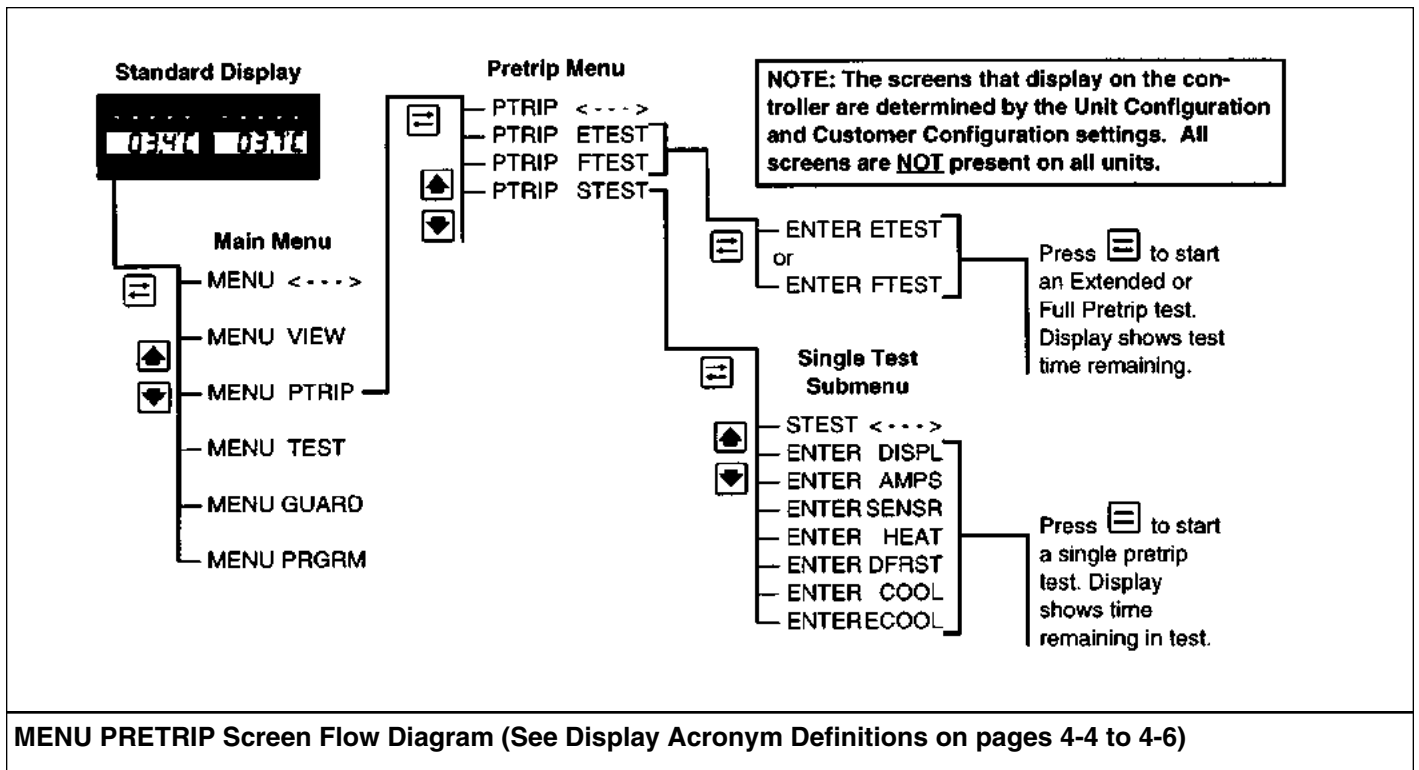 Standard Display
03.4C 03.1C
Main Menu
MENU <--->
MENU VIEW
MENU PTRIP
MENU TEST
MENU GUARD
MENU PRGRM
Pretrip Menu
PTRIP <--->
PTRIP ETEST
PTRIP FTEST
PTRIP STEST
NOTE: The screens that display on the con-
troller are determined by the Unit Configuration
and Customer Configuration settings. All
screens are NOT present on all units.
ENTER ETEST
or
ENTER FTEST
Press to start
an Extended or
Full Pretrip test.
Display shows test
time remaining.
Single Test
Submenu
STEST <--->
ENTER DISPL
ENTER AMPS
ENTER SENSR
ENTER HEAT
ENTER DFRST
ENTER COOL
ENTER ECOOL
Press to start
a single pretrip
test. Display
shows time
remaining in test.
MENU PRETRIP Screen Flow Diagram (See Display Acronym Definitions on pages 4-4 to 4-6)